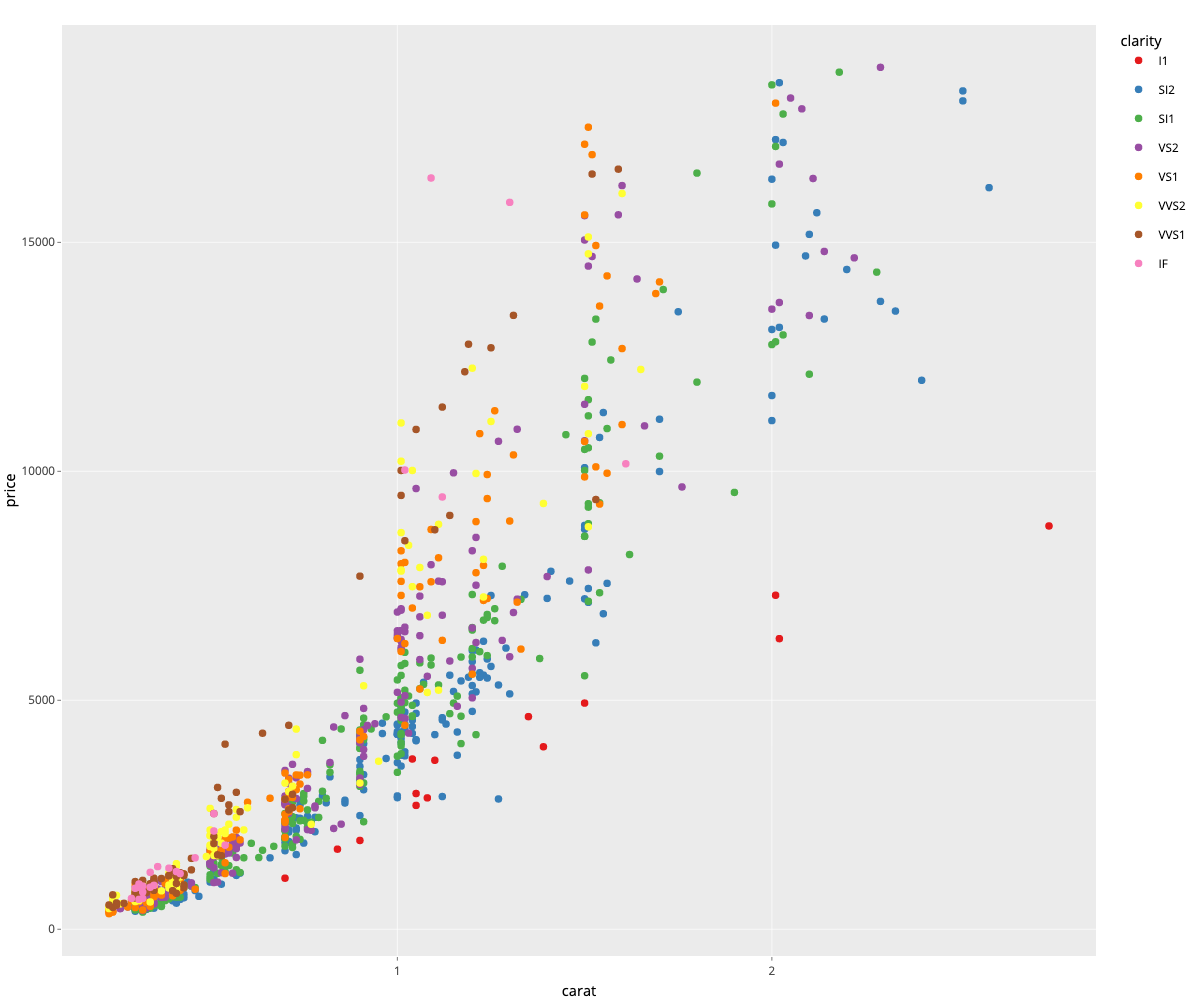 clarity
I1
SI2
SI1
VS2
VS1
VVS2
VVS1
IF
price
15000
10000
5000
0
1
2
carat